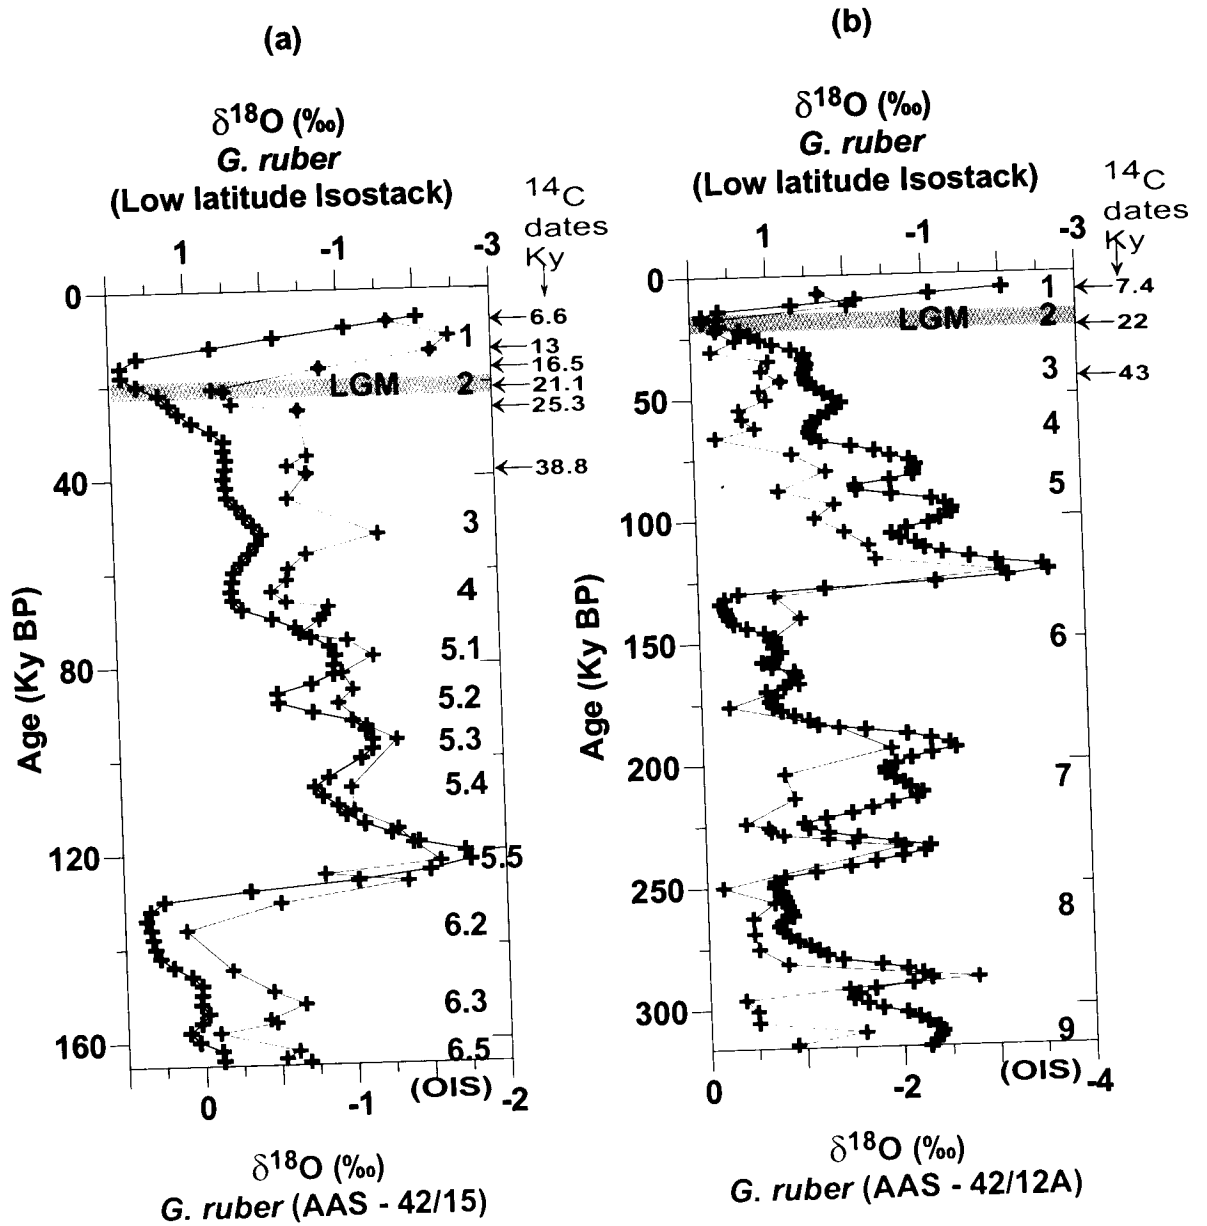 (a)
δ18O (‰)
G. ruber
(Low latitude Isostack)
14C
dates
Ky
1 -1 -3
0
40
80
120
160
Age (Ky BP)
6.6
13
16.5
21.1
25.3
38.8
LGM
1
2
3
4
5.1
5.2
5.3
5.4
5.5
6.2
6.3
6.5
(OIS)
0 -1 -2
δ18O (‰)
G. ruber (AAS - 42/15)
(b)
δ18O (‰)
G. ruber
(Low latitude Isostack)
14C
dates
Ky
1 -1 -3
0
50
100
150
200
250
300
Age (Ky BP)
7.4
22
43
LGM
1
2
3
4
5
6
7
8
9
(OIS)
0 -2 -4
δ18O (‰)
G. ruber (AAS - 42/12A)